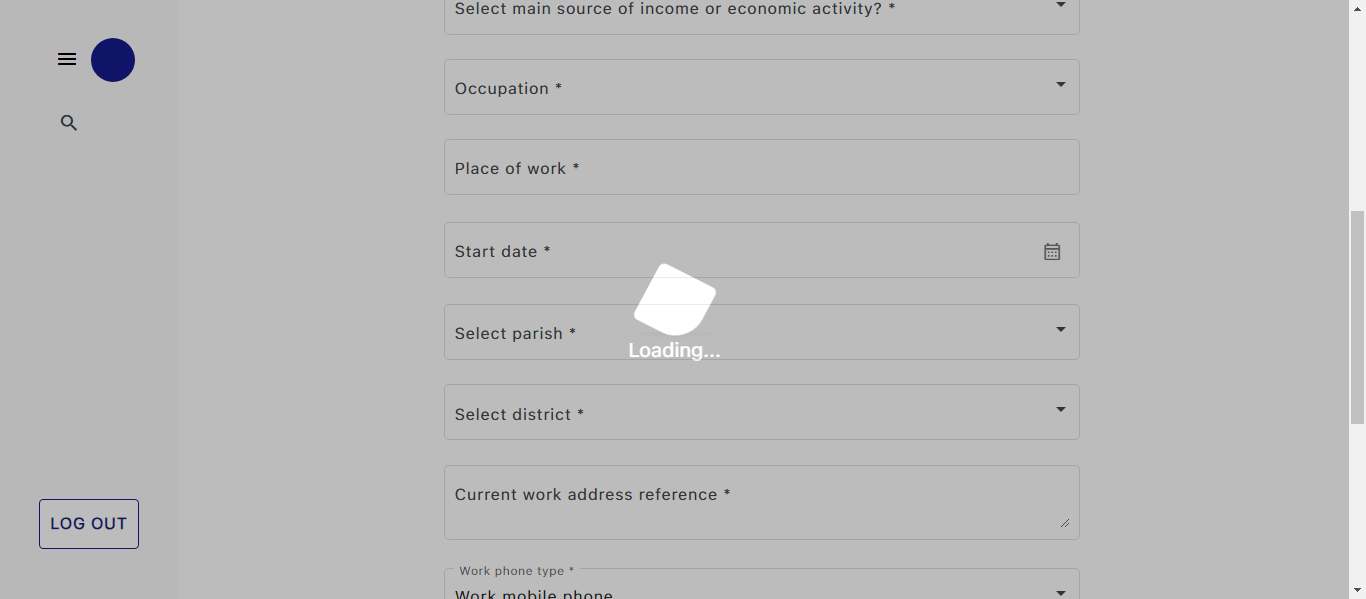 Select main source of income or economic activity? *
Occupation *
Place of work *
Start date *
Select parish *
Loading...
Select district *
Current work address reference *
LOG OUT
Work phone type *
Work mobile phone